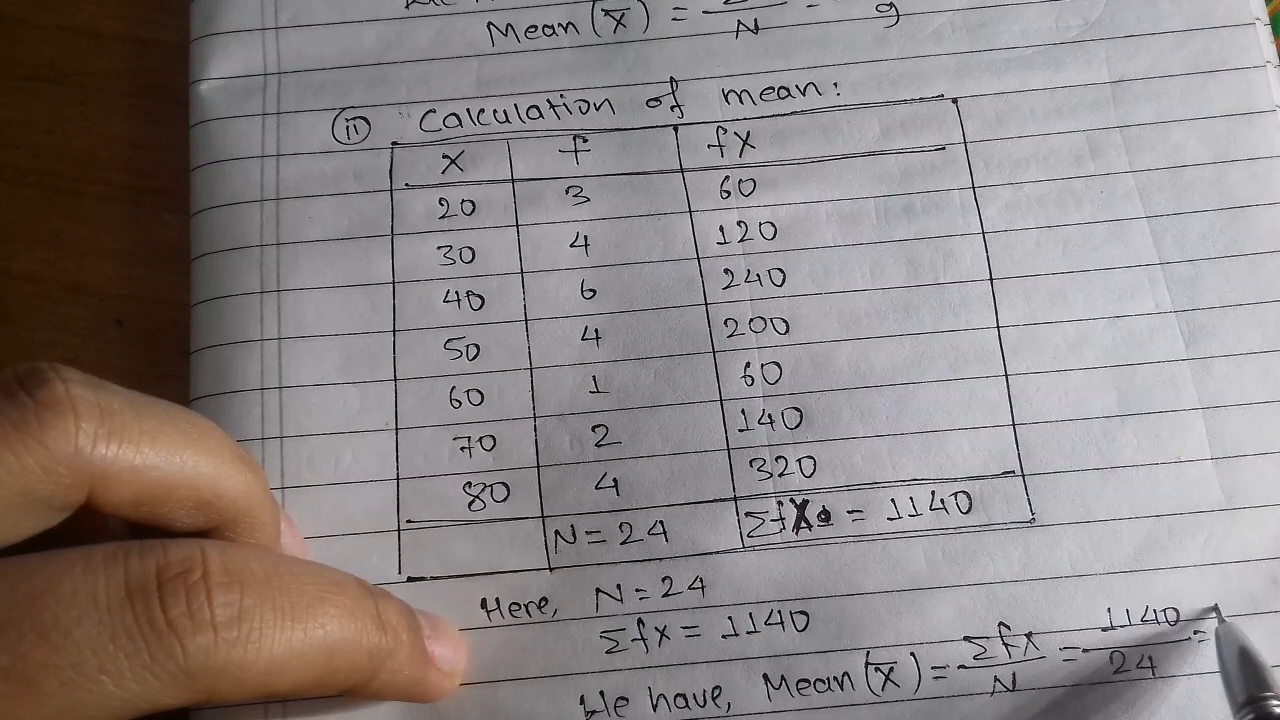 Mean (x̄) = — = — 9
N
ii Calculation of mean:
x f fx
20 3 60
30 4 120
40 6 240
50 4 200
60 1 60
70 2 140
80 4 320
N = 24 Σfx = 1140
Here, N = 24
Σfx = 1140
We have, Mean (x̄) = Σfx/N = 1140/24 =